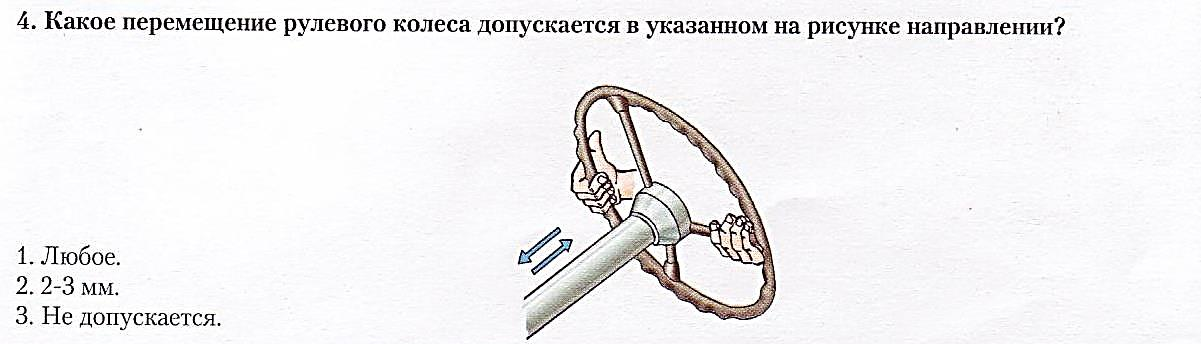 4. Какое перемещение рулевого колеса допускается в указанном на рисунке направлении?
1. Любое.
2. 2-3 мм.
3. Не допускается.